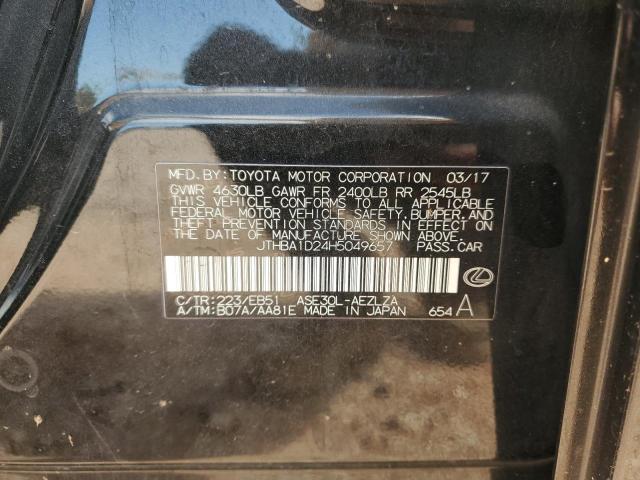 MFD.BY:TOYOTA MOTOR CORPORATION 03/17
GVWR 4630LB GAWR FR 2400LB RR 2545LB
THIS VEHICLE CONFORMS TO ALL APPLICABLE
FEDERAL MOTOR VEHICLE SAFETY, BUMPER, AND
THEFT PREVENTION STANDARDS IN EFFECT ON
THE DATE OF MANUFACTURE SHOWN ABOVE.
JTHBA1D24H5049657 PASS.CAR
C/TR:223/EB51 ASE30L-AEZLZA
A/TM:B07A/AA81E MADE IN JAPAN 654 A